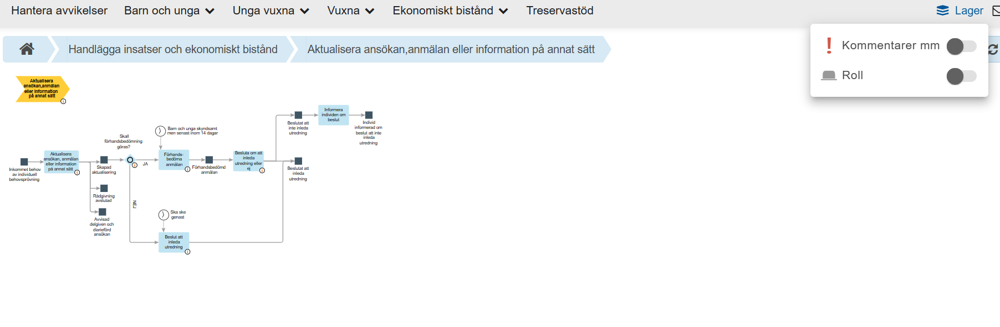 Hantera avvikelser
Barn och unga
Unga vuxna
Vuxna
Ekonomiskt bistånd
Treservastöd
Lager
Kommentarer mm
Roll
Handlägga insatser och ekonomiskt bistånd
Aktualisera ansökan,anmälan eller information på annat sätt
Aktualisera
ansökan,anmälan
eller information
på annat sätt
Inkommet behov
av individuell
behovsprövning
Aktualisera
ansökan, anmälan
eller information
på annat sätt
Skapad
aktualisering
Rådgivning
avslutad
Avvisad
delgiven och
diarieförd
ansökan
Skall
förhandsbedömning
göras?
JA
NEJ
Barn och unga skyndsamt
men senast inom 14 dagar
Förhands-
bedöma
anmälan
Förhandsbedömd
anmälan
Besluta om att
inleda
utredning eller
ej
Beslutat att
inte inleda
utredning
Informera
individen om
beslut
Individ
informerad om
beslut att inte
inleda
utredning
Beslutat att
inleda
utredning
Ska ske
genast
Beslut att
inleda
utredning